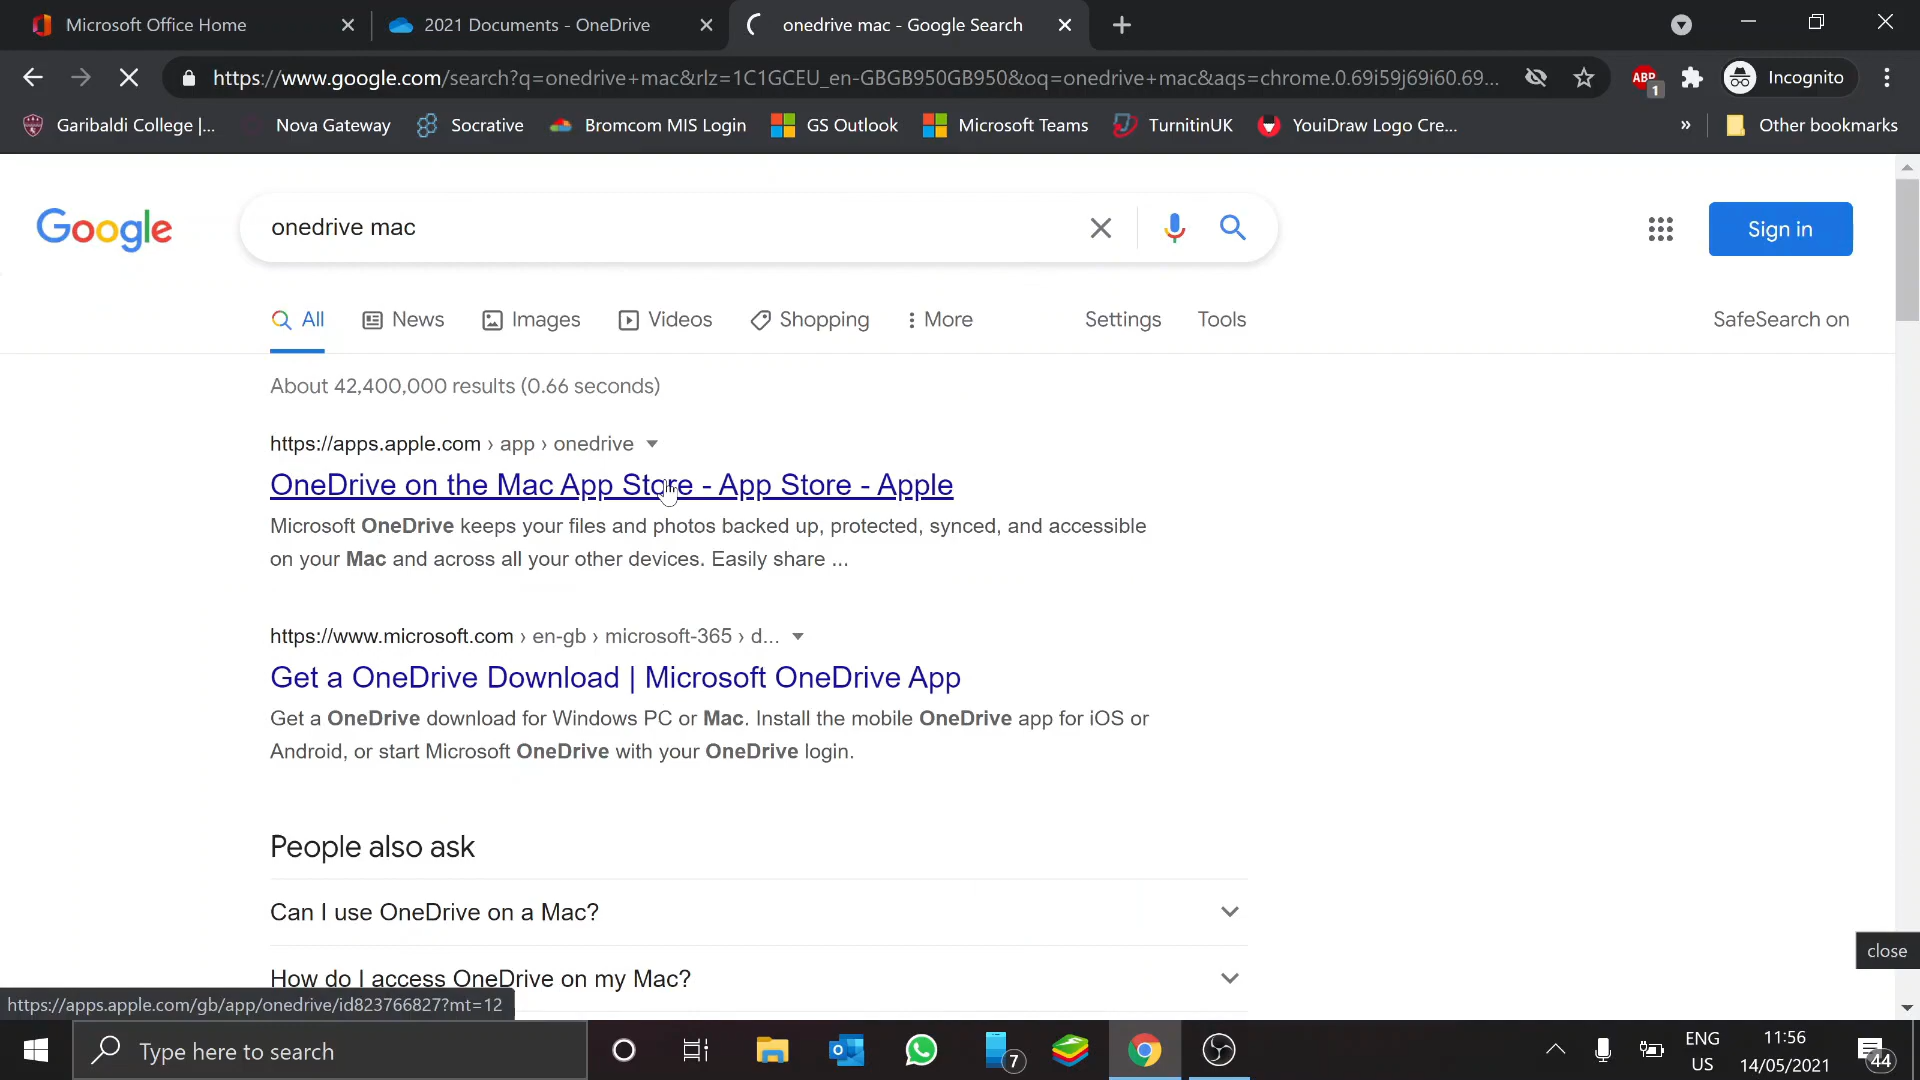 Microsoft Office Home
2021 Documents - OneDrive
onedrive mac - Google Search
https://www.google.com/search?q=onedrive+mac&rlz=1C1GCEU_en-GBGB950GB950&oq=onedrive+mac&aqs=chrome.0.69i59j69i60.69...
ABP
1
Incognito
Garibaldi College |...
Nova Gateway
Socrative
Bromcom MIS Login
GS Outlook
Microsoft Teams
TurnitinUK
YouiDraw Logo Cre...
»
Other bookmarks
Google
onedrive mac
Sign in
All
News
Images
Videos
Shopping
More
Settings
Tools
SafeSearch on
About 42,400,000 results (0.66 seconds)
https://apps.apple.com › app › onedrive
OneDrive on the Mac App Store - App Store - Apple
Microsoft OneDrive keeps your files and photos backed up, protected, synced, and accessible
on your Mac and across all your other devices. Easily share ...
https://www.microsoft.com › en-gb › microsoft-365 › d...
Get a OneDrive Download | Microsoft OneDrive App
Get a OneDrive download for Windows PC or Mac. Install the mobile OneDrive app for iOS or
Android, or start Microsoft OneDrive with your OneDrive login.
People also ask
Can I use OneDrive on a Mac?
close
How do I access OneDrive on my Mac?
https://apps.apple.com/gb/app/onedrive/id823766827?mt=12
Type here to search
7
ENG
US
11:56
14/05/2021
44